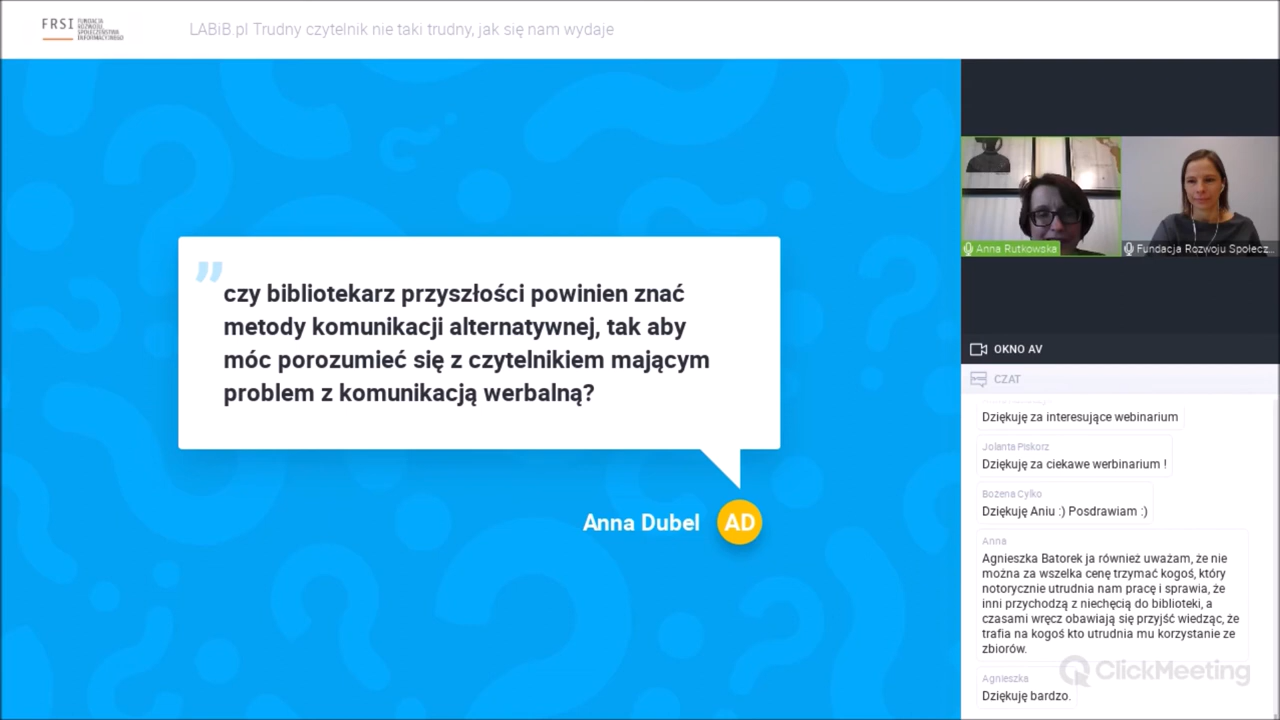 FRSI FUNDACJA
ROZWOJU
SPOŁECZEŃSTWA
INFORMACYJNEGO
LABiB.pl Trudny czytelnik nie taki trudny, jak się nam wydaje
”
czy bibliotekarz przyszłości powinien znać
metody komunikacji alternatywnej, tak aby
móc porozumieć się z czytelnikiem mającym
problem z komunikacją werbalną?
Anna Dubel AD
Anna Rutkowska
Fundacja Rozwoju Społecz...
OKNO AV
CZAT
Dziękuję za interesujące webinarium
Jolanta Piskorz
Dziękuję za ciekawe werbinarium !
Bożena Cylko
Dziękuję Aniu :) Posdrawiam :)
Anna
Agnieszka Batorek ja również uważam, że nie
można za wszelka cenę trzymać kogoś, który
notorycznie utrudnia nam pracę i sprawia, że
inni przychodzą z niechęcią do biblioteki, a
czasami wręcz obawiają się przyjść wiedząc, że
trafia na kogoś kto utrudnia mu korzystanie ze
zbiorów.
ClickMeeting
Agnieszka
Dziękuję bardzo.